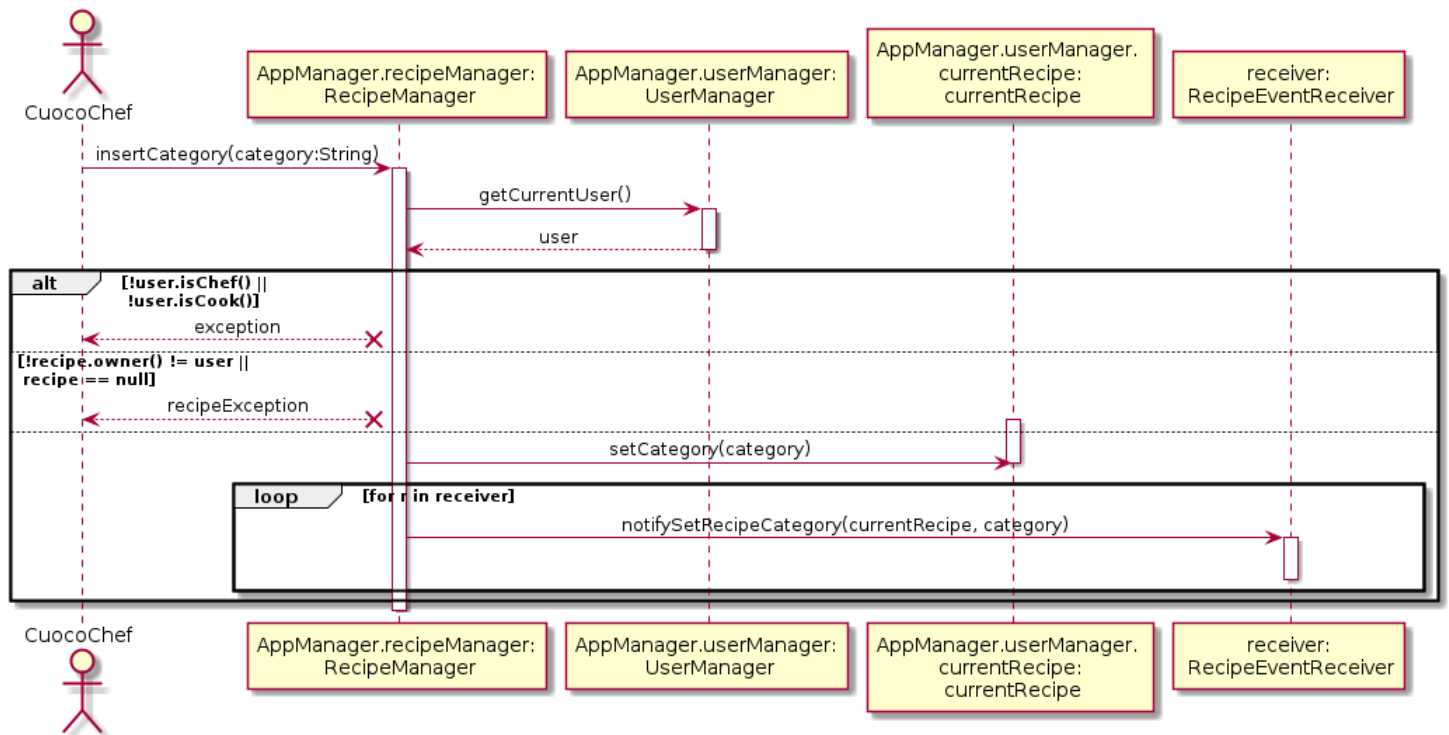 CuocoChef
AppManager.recipeManager:
RecipeManager
AppManager.userManager:
UserManager
AppManager.userManager.
currentRecipe:
currentRecipe
receiver:
RecipeEventReceiver
insertCategory(category:String)
getCurrentUser()
user
alt
[!user.isChef() ||
!user.isCook()]
exception
[!recipe.owner() != user ||
recipe == null]
recipeException
setCategory(category)
loop
[for r in receiver]
notifySetRecipeCategory(currentRecipe, category)
CuocoChef
AppManager.recipeManager:
RecipeManager
AppManager.userManager:
UserManager
AppManager.userManager.
currentRecipe:
currentRecipe
receiver:
RecipeEventReceiver